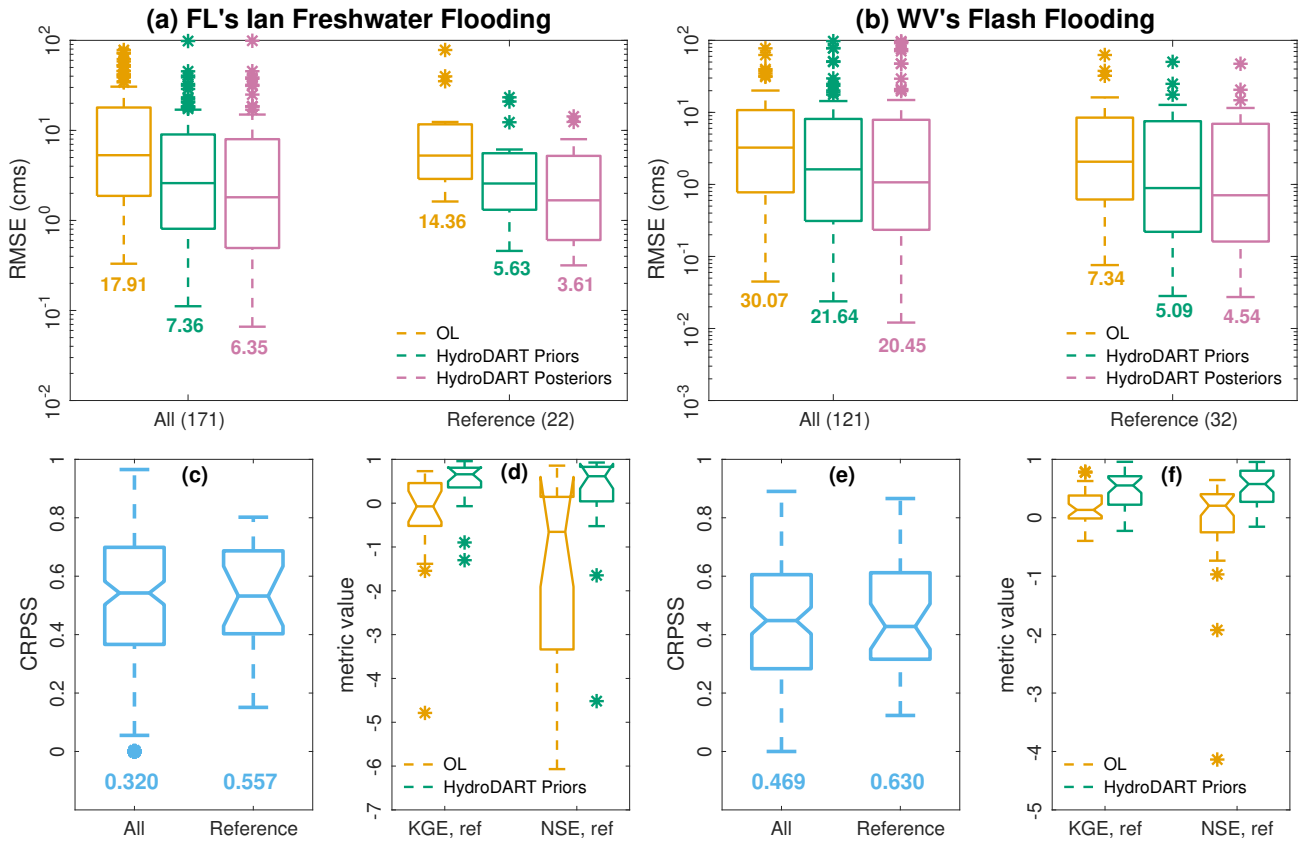 (a) FL's Ian Freshwater Flooding
(b) WV's Flash Flooding
RMSE (cms)
10^2
10^1
10^0
10^-1
10^-2
17.91
7.36
6.35
14.36
5.63
3.61
OL
HydroDART Priors
HydroDART Posteriors
All (171)
Reference (22)
RMSE (cms)
10^2
10^1
10^0
10^-1
10^-2
10^-3
30.07
21.64
20.45
7.34
5.09
4.54
OL
HydroDART Priors
HydroDART Posteriors
All (121)
Reference (32)
(c)
CRPSS
1
0.8
0.6
0.4
0.2
0
0.320
0.557
All
Reference
(d)
metric value
1
0
-1
-2
-3
-4
-5
-6
-7
OL
HydroDART Priors
KGE, ref
NSE, ref
(e)
CRPSS
1
0.8
0.6
0.4
0.2
0
0.469
0.630
All
Reference
(f)
metric value
1
0
-1
-2
-3
-4
-5
OL
HydroDART Priors
KGE, ref
NSE, ref